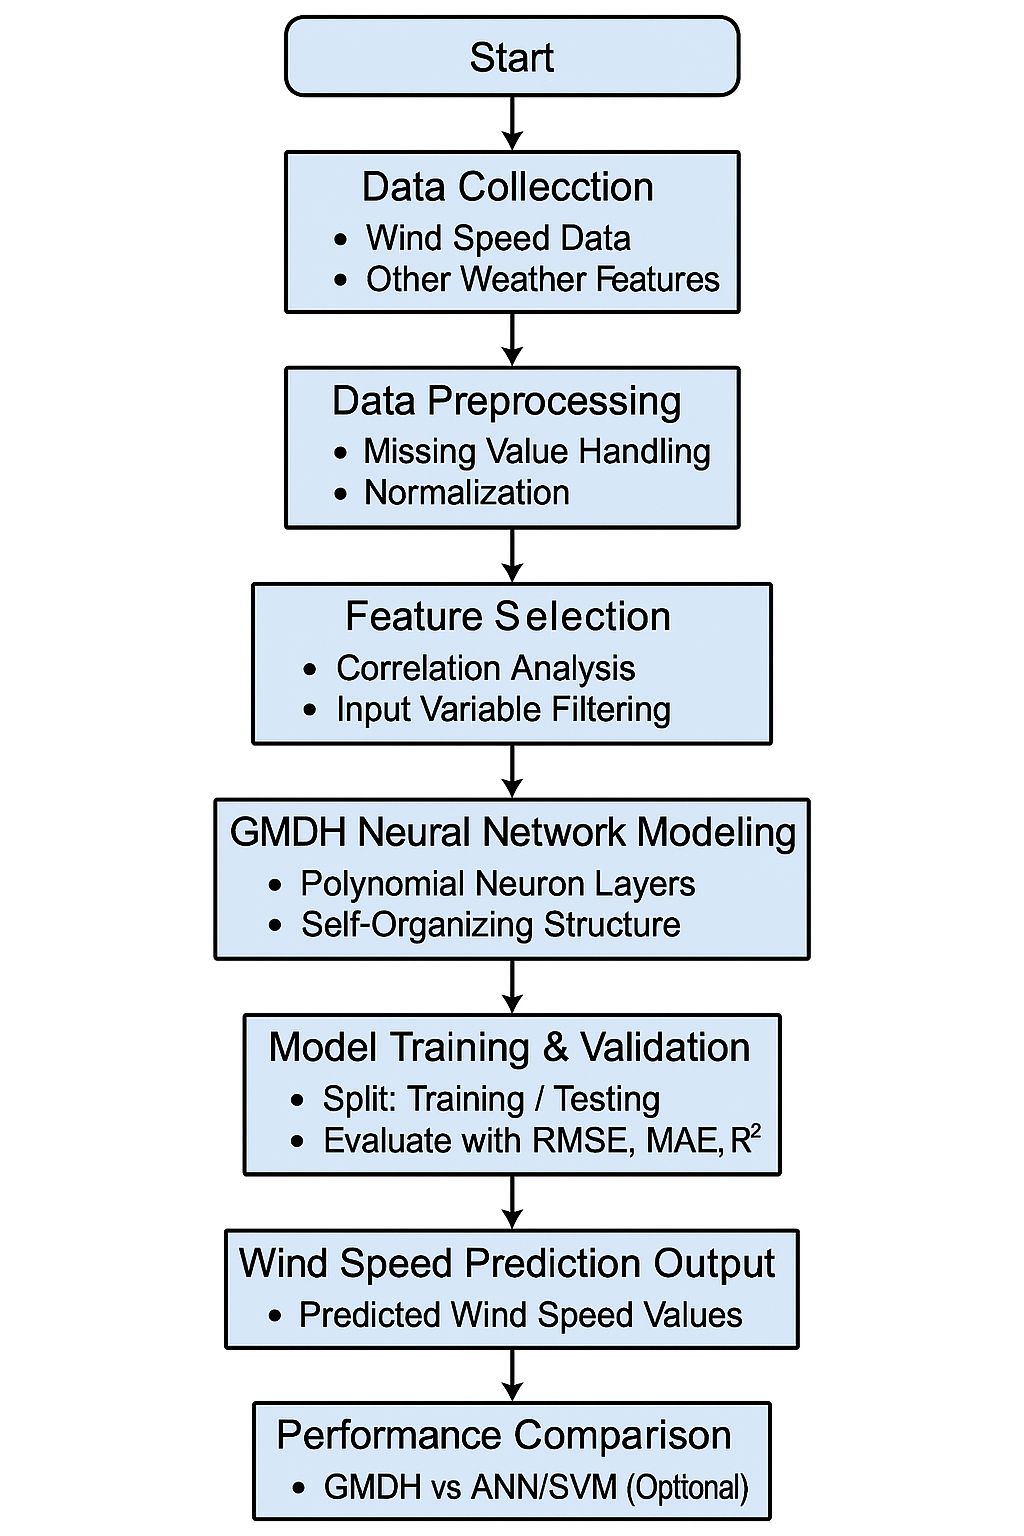 Start
Data Collecction
• Wind Speed Data
• Other Weather Features
Data Preprocessing
• Missing Value Handling
• Normalization
Feature Selection
• Correlation Analysis
• Input Variable Filtering
GMDH Neural Network Modeling
• Polynomial Neuron Layers
• Self-Organizing Structure
Model Training & Validation
• Split: Training / Testing
• Evaluate with RMSE, MAE, R²
Wind Speed Prediction Output
• Predicted Wind Speed Values
Performance Comparison
• GMDH vs ANN/SVM (Opttonal)